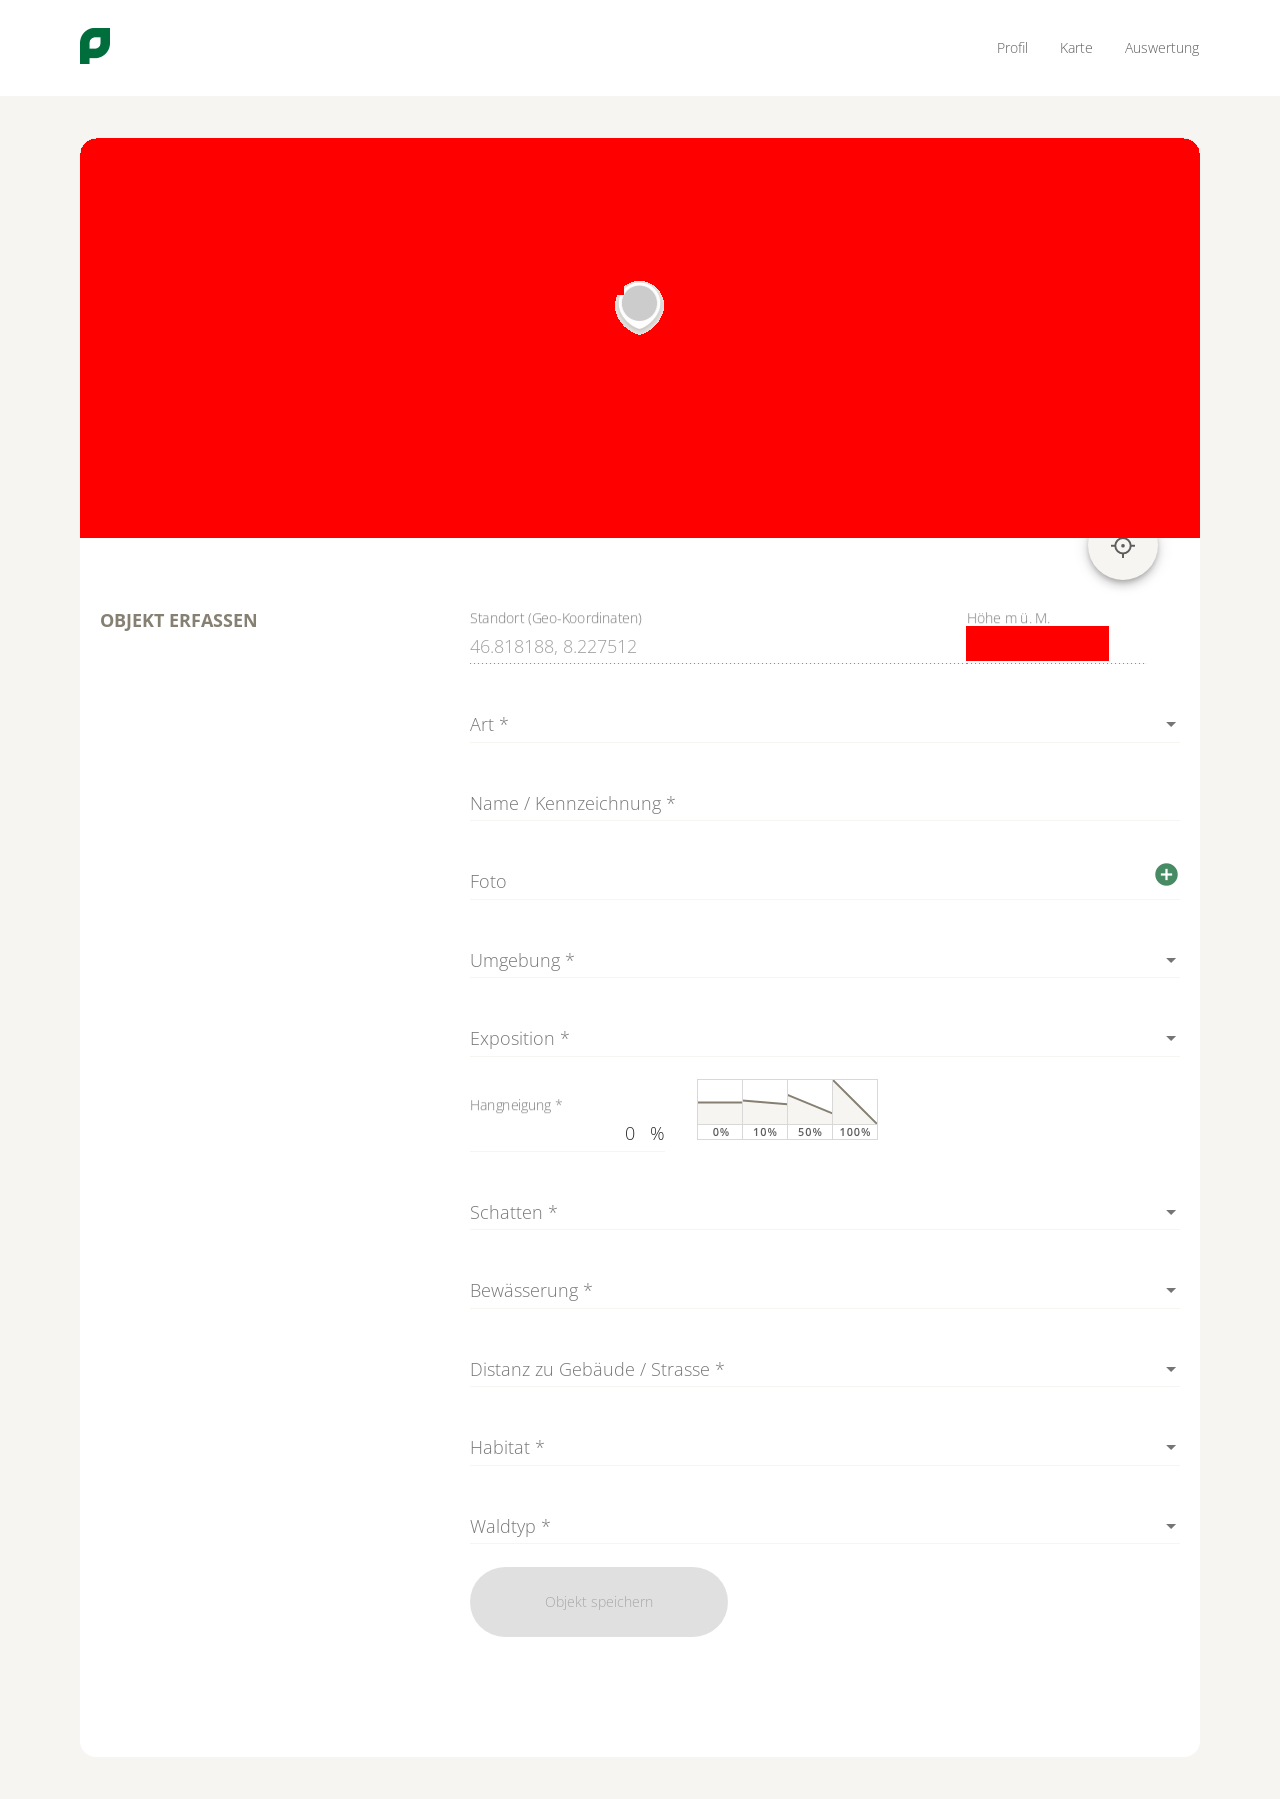 Profil Karte Auswertung
OBJEKT ERFASSEN
Standort (Geo-Koordinaten) Höhe m ü. M.
46.818188, 8.227512
Art *
Name / Kennzeichnung *
Foto
Umgebung *
Exposition *
Hangneigung *
0 %
0% 10% 50% 100%
Schatten *
Bewässerung *
Distanz zu Gebäude / Strasse *
Habitat *
Waldtyp *
Objekt speichern